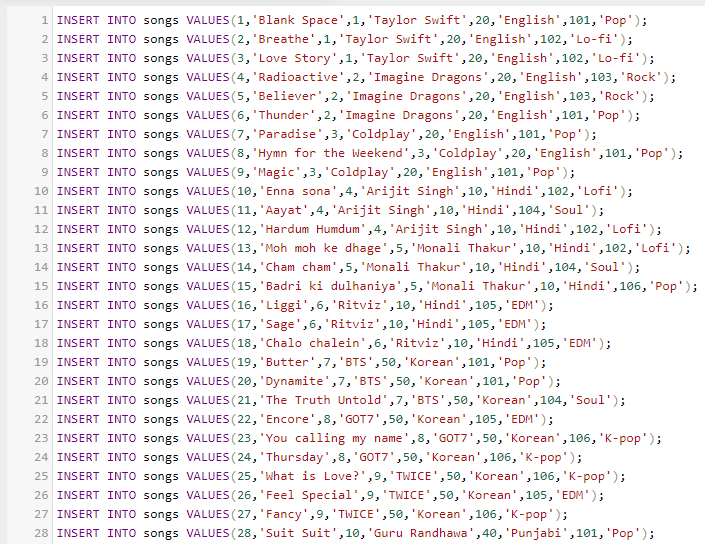 1 INSERT INTO songs VALUES(1,'Blank Space',1,'Taylor Swift',20,'English',101,'Pop');
2 INSERT INTO songs VALUES(2,'Breathe',1,'Taylor Swift',20,'English',102,'Lo-fi');
3 INSERT INTO songs VALUES(3,'Love Story',1,'Taylor Swift',20,'English',102,'Lo-fi');
4 INSERT INTO songs VALUES(4,'Radioactive',2,'Imagine Dragons',20,'English',103,'Rock');
5 INSERT INTO songs VALUES(5,'Believer',2,'Imagine Dragons',20,'English',103,'Rock');
6 INSERT INTO songs VALUES(6,'Thunder',2,'Imagine Dragons',20,'English',101,'Pop');
7 INSERT INTO songs VALUES(7,'Paradise',3,'Coldplay',20,'English',101,'Pop');
8 INSERT INTO songs VALUES(8,'Hymn for the Weekend',3,'Coldplay',20,'English',101,'Pop');
9 INSERT INTO songs VALUES(9,'Magic',3,'Coldplay',20,'English',101,'Pop');
10 INSERT INTO songs VALUES(10,'Enna sona',4,'Arijit Singh',10,'Hindi',102,'Lofi');
11 INSERT INTO songs VALUES(11,'Aayat',4,'Arijit Singh',10,'Hindi',104,'Soul');
12 INSERT INTO songs VALUES(12,'Hardum Humdum',4,'Arijit Singh',10,'Hindi',102,'Lofi');
13 INSERT INTO songs VALUES(13,'Moh moh ke dhage',5,'Monali Thakur',10,'Hindi',102,'Lofi');
14 INSERT INTO songs VALUES(14,'Cham cham',5,'Monali Thakur',10,'Hindi',104,'Soul');
15 INSERT INTO songs VALUES(15,'Badri ki dulhaniya',5,'Monali Thakur',10,'Hindi',106,'Pop');
16 INSERT INTO songs VALUES(16,'Liggi',6,'Ritviz',10,'Hindi',105,'EDM');
17 INSERT INTO songs VALUES(17,'Sage',6,'Ritviz',10,'Hindi',105,'EDM');
18 INSERT INTO songs VALUES(18,'Chalo chalein',6,'Ritviz',10,'Hindi',105,'EDM');
19 INSERT INTO songs VALUES(19,'Butter',7,'BTS',50,'Korean',101,'Pop');
20 INSERT INTO songs VALUES(20,'Dynamite',7,'BTS',50,'Korean',101,'Pop');
21 INSERT INTO songs VALUES(21,'The Truth Untold',7,'BTS',50,'Korean',104,'Soul');
22 INSERT INTO songs VALUES(22,'Encore',8,'GOT7',50,'Korean',105,'EDM');
23 INSERT INTO songs VALUES(23,'You calling my name',8,'GOT7',50,'Korean',106,'K-pop');
24 INSERT INTO songs VALUES(24,'Thursday',8,'GOT7',50,'Korean',106,'K-pop');
25 INSERT INTO songs VALUES(25,'What is Love?',9,'TWICE',50,'Korean',106,'K-pop');
26 INSERT INTO songs VALUES(26,'Feel Special',9,'TWICE',50,'Korean',105,'EDM');
27 INSERT INTO songs VALUES(27,'Fancy',9,'TWICE',50,'Korean',106,'K-pop');
28 INSERT INTO songs VALUES(28,'Suit Suit',10,'Guru Randhawa',40,'Punjabi',101,'Pop');